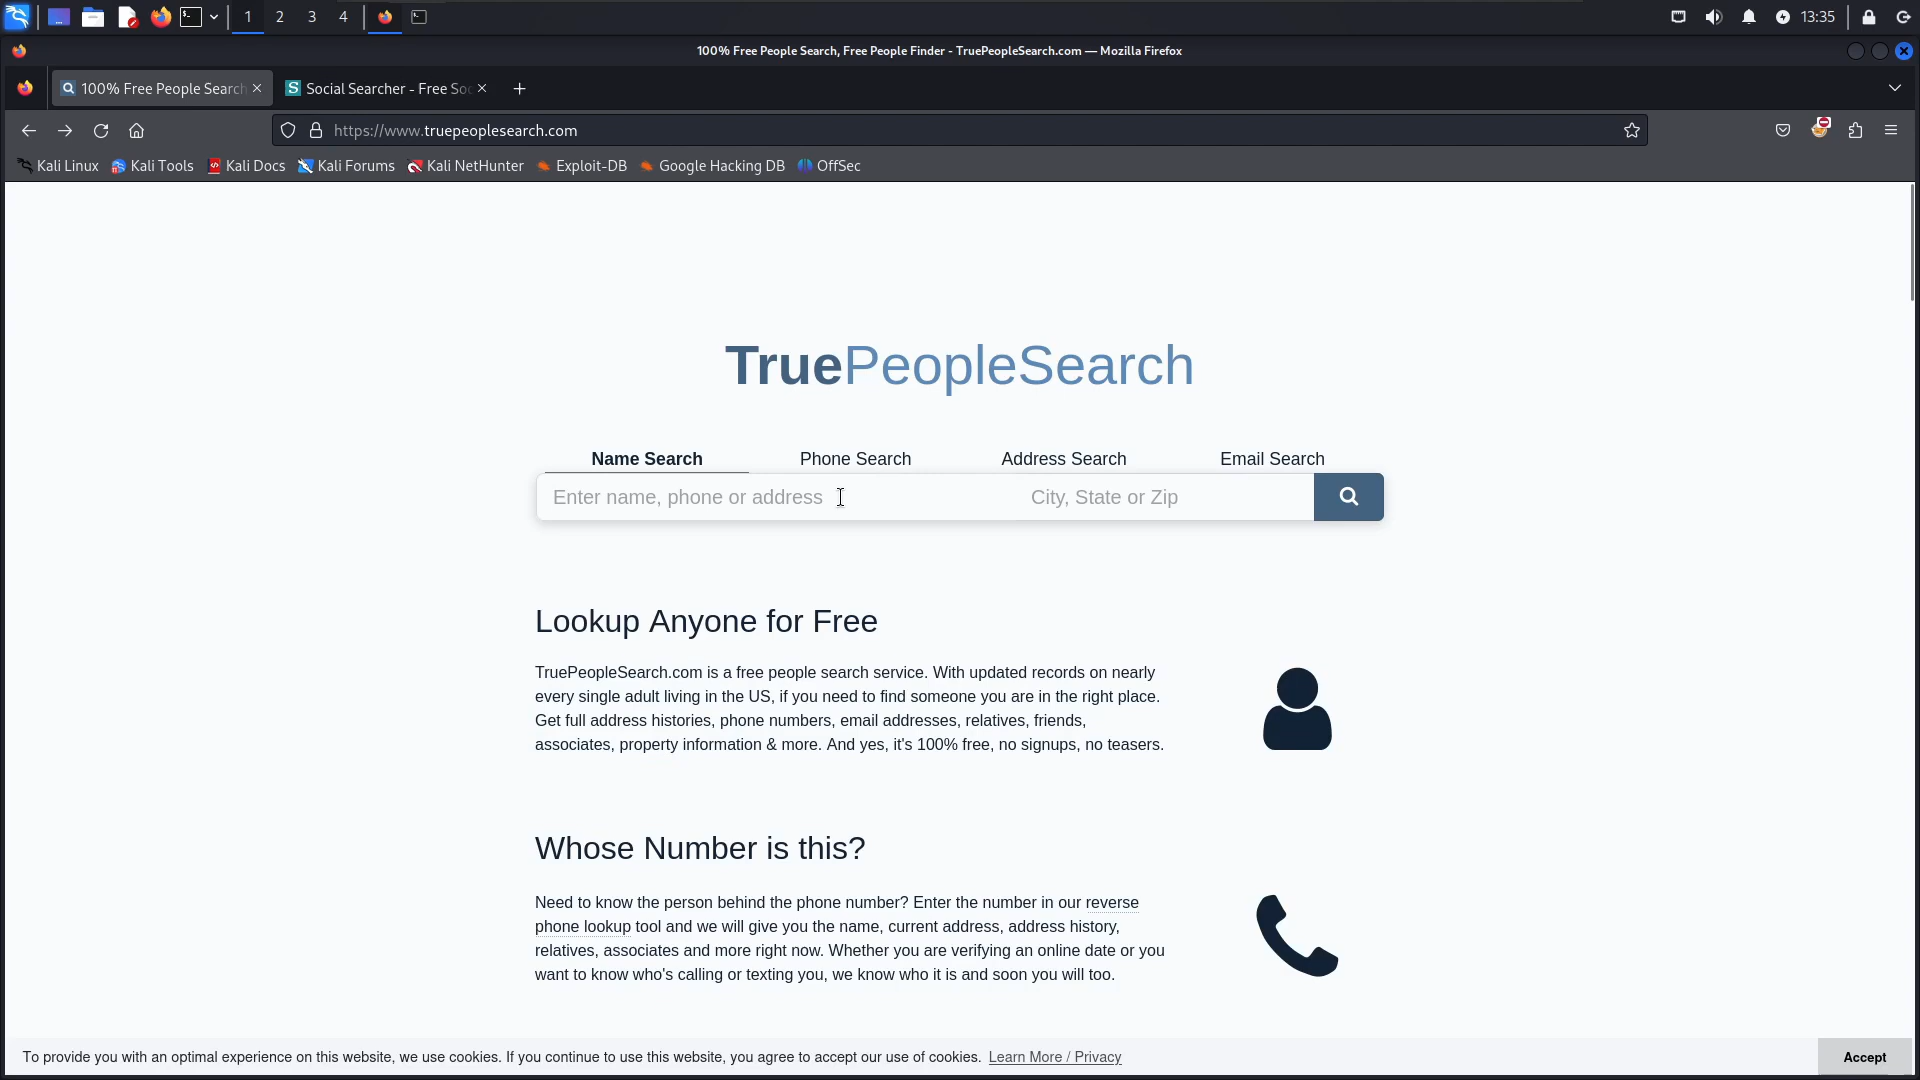 1 2 3 4 13:35
100% Free People Search, Free People Finder - TruePeopleSearch.com — Mozilla Firefox
100% Free People Search
Social Searcher - Free Soc
https://www.truepeoplesearch.com
Kali Linux Kali Tools Kali Docs Kali Forums Kali NetHunter Exploit-DB Google Hacking DB OffSec
TruePeopleSearch
Name Search Phone Search Address Search Email Search
Enter name, phone or address City, State or Zip
Lookup Anyone for Free
TruePeopleSearch.com is a free people search service. With updated records on nearly
every single adult living in the US, if you need to find someone you are in the right place.
Get full address histories, phone numbers, email addresses, relatives, friends,
associates, property information & more. And yes, it's 100% free, no signups, no teasers.
Whose Number is this?
Need to know the person behind the phone number? Enter the number in our reverse
phone lookup tool and we will give you the name, current address, address history,
relatives, associates and more right now. Whether you are verifying an online date or you
want to know who's calling or texting you, we know who it is and soon you will too.
To provide you with an optimal experience on this website, we use cookies. If you continue to use this website, you agree to accept our use of cookies. Learn More / Privacy
Accept